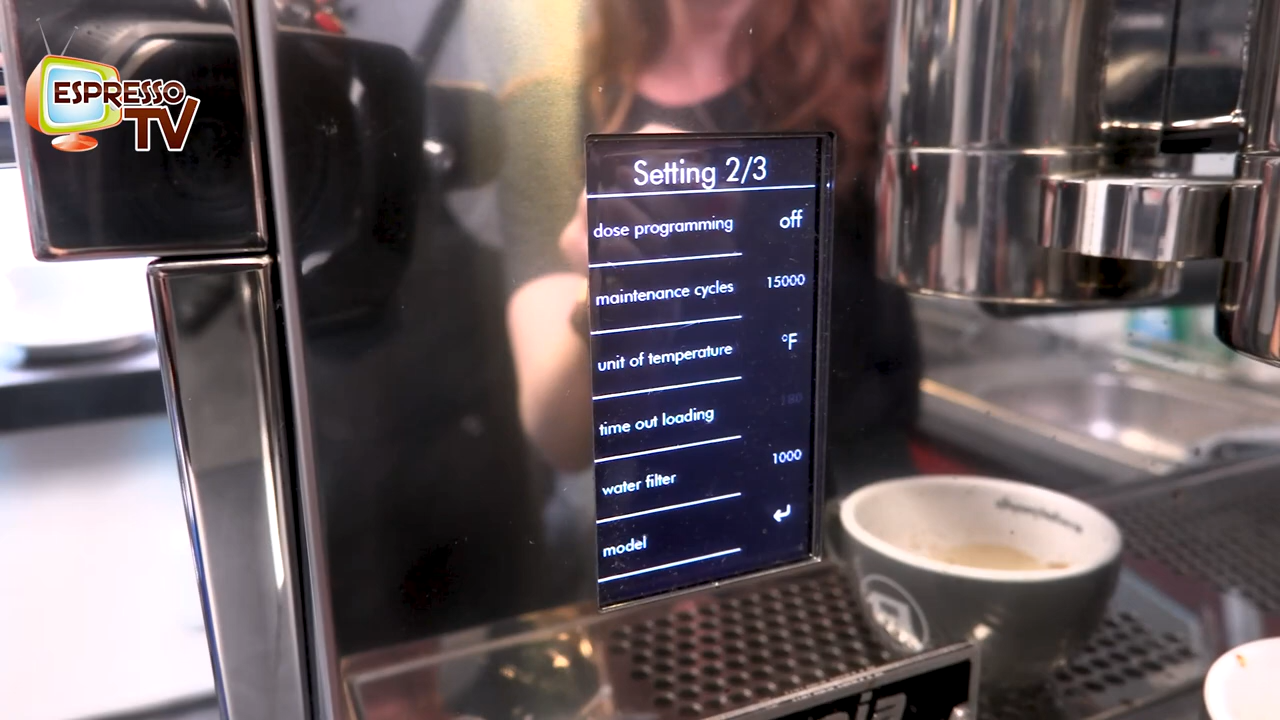 ESPRESSO
TV
Setting 2/3
dose programming off
maintenance cycles 15000
unit of temperature °F
time out loading 180
water filter 1000
model